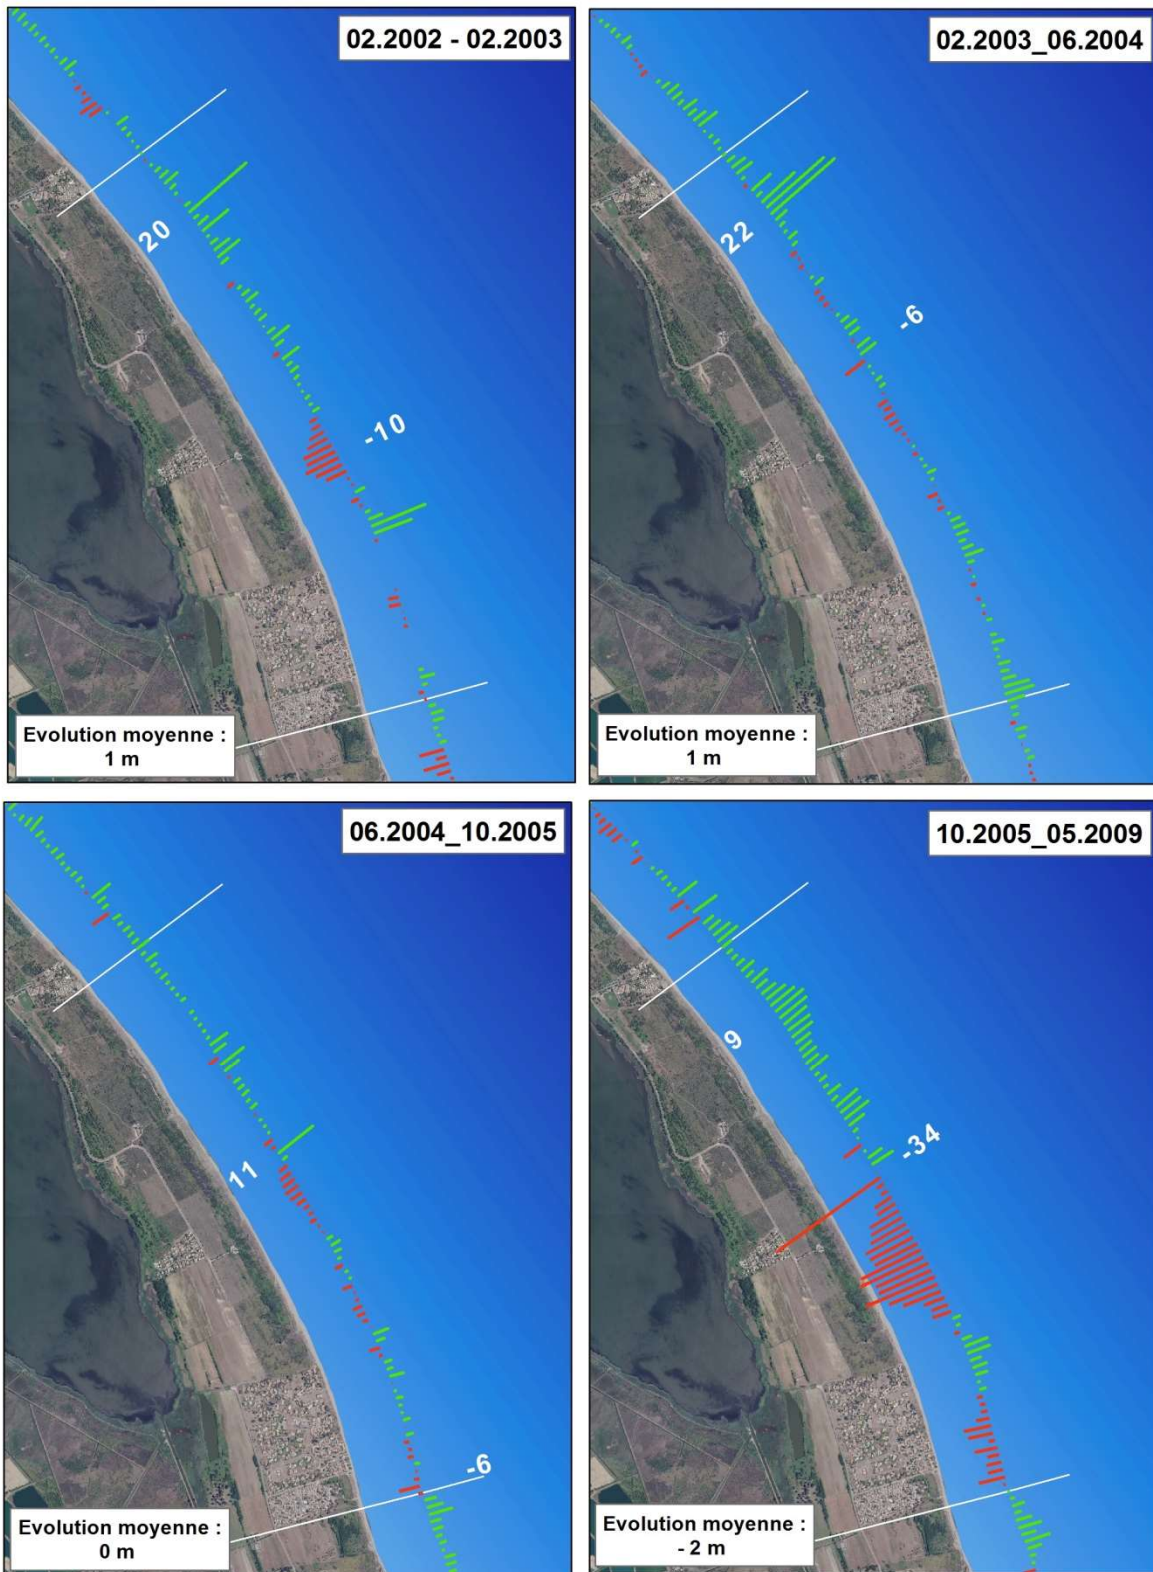 02.2002 - 02.2003
20
-10
Evolution moyenne :
1 m
02.2003_06.2004
22
-6
Evolution moyenne :
1 m
06.2004_10.2005
11
-6
Evolution moyenne :
0 m
10.2005_05.2009
9
-34
Evolution moyenne :
- 2 m